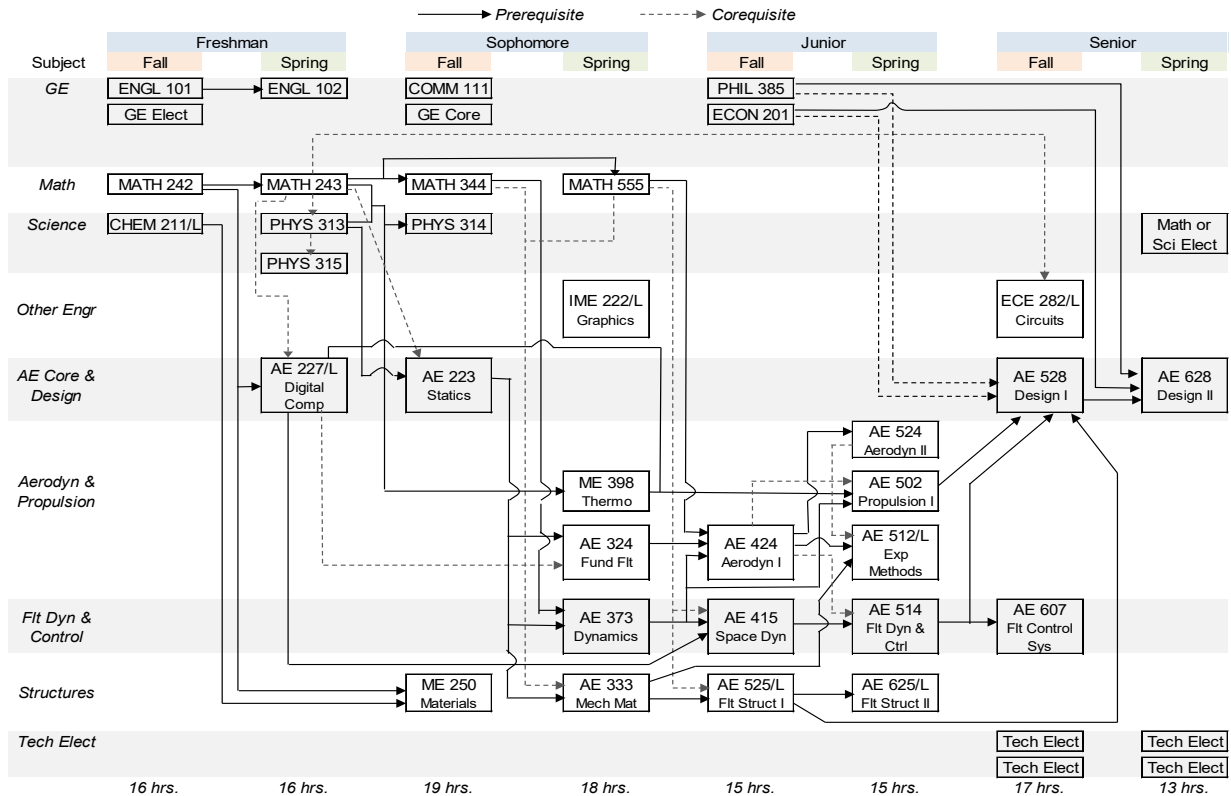 Prerequisite Corequisite
Freshman Sophomore Junior Senior
Subject Fall Spring Fall Spring Fall Spring Fall Spring
GE
ENGL 101 ENGL 102 COMM 111 PHIL 385
GE Elect GE Core ECON 201
Math MATH 242 MATH 243 MATH 344 MATH 555
Science CHEM 211/L PHYS 313 PHYS 314
Math or
Sci Elect
PHYS 315
Other Engr
IME 222/L
Graphics
ECE 282/L
Circuits
AE Core &
Design
AE 227/L
Digital
Comp
AE 223
Statics
AE 528
Design I
AE 628
Design II
Aerodyn &
Propulsion
AE 524
Aerodyn II
ME 398
Thermo
AE 502
Propulsion I
AE 324
Fund Flt
AE 424
Aerodyn I
AE 512/L
Exp
Methods
Flt Dyn &
Control
AE 373
Dynamics
AE 415
Space Dyn
AE 514
Flt Dyn &
Ctrl
AE 607
Flt Control
Sys
Structures
ME 250
Materials
AE 333
Mech Mat
AE 525/L
Flt Struct I
AE 625/L
Flt Struct II
Tech Elect Tech Elect Tech Elect
Tech Elect Tech Elect
16 hrs. 16 hrs. 19 hrs. 18 hrs. 15 hrs. 15 hrs. 17 hrs. 13 hrs.